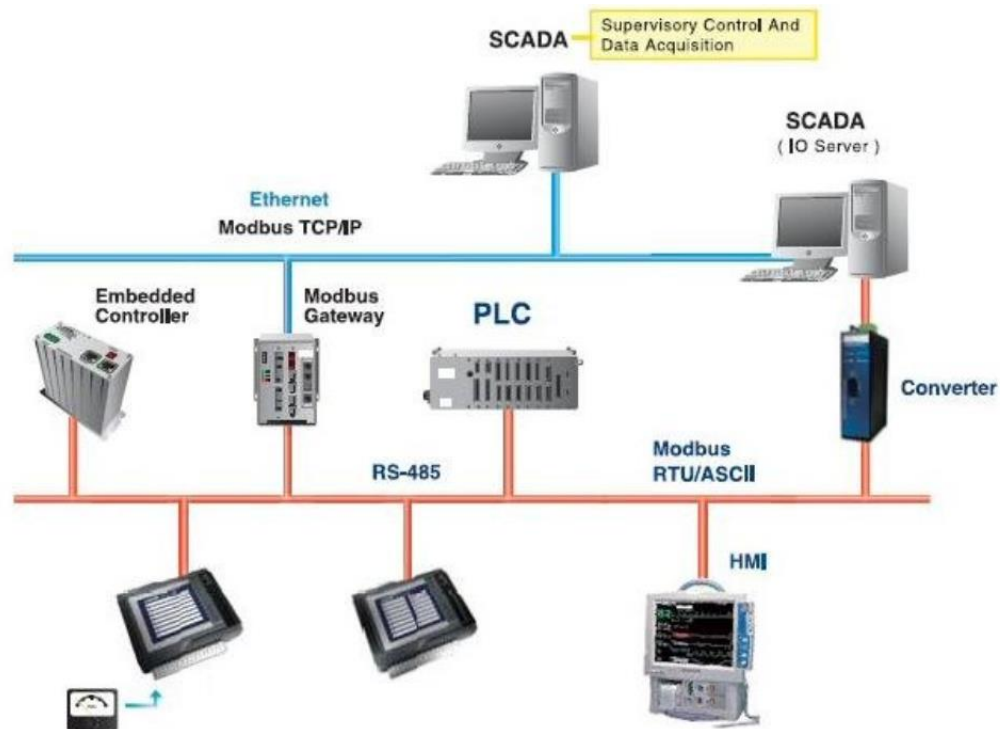 SCADA
Supervisory Control And
Data Acquisition
SCADA
( IO Server )
Ethernet
Modbus TCP/IP
Embedded
Controller
Modbus
Gateway
PLC
Converter
RS-485
Modbus
RTU/ASCII
HMI